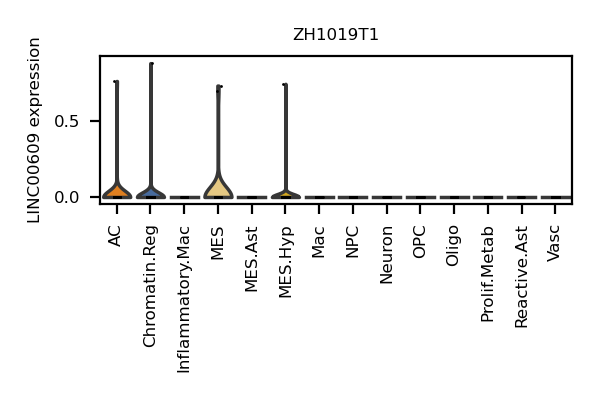 ZH1019T1
LINC00609 expression
0.5
0.0
AC
Chromatin.Reg
Inflammatory.Mac
MES
MES.Ast
MES.Hyp
Mac
NPC
Neuron
OPC
Oligo
Prolif.Metab
Reactive.Ast
Vasc